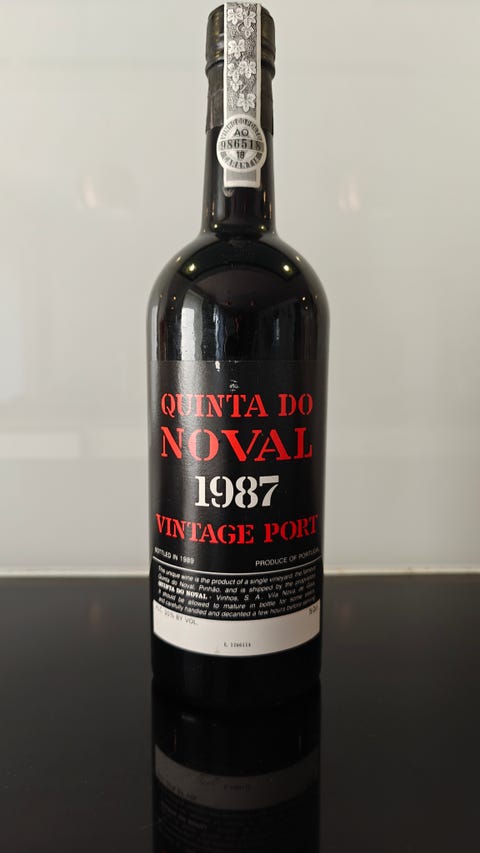 AO
986518
18
QUINTA DO
NOVAL
1987
VINTAGE PORT
BOTTLED IN 1989 PRODUCE OF PORTUGAL
This unique wine is the product of a single vineyard, the famous
Quinta do Noval, Pinhão, and is shipped by the proprietors
QUINTA DO NOVAL - Vinhos, S. A., Vila Nova de Gaia.
It should be allowed to mature in bottle for some years
and carefully handled and decanted a few hours before
20% BY VOL.